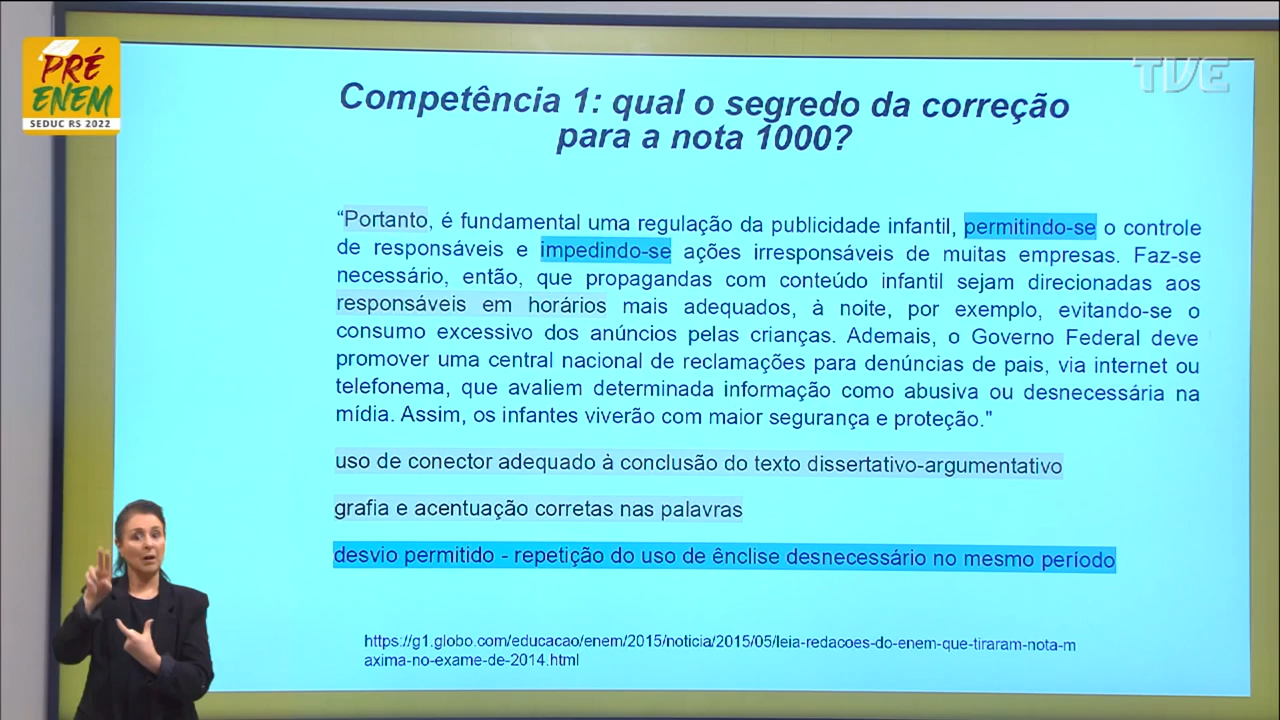 PRÉ
ENEM
SEDUC RS 2022
TVE
Competência 1: qual o segredo da correção
para a nota 1000?
“Portanto, é fundamental uma regulação da publicidade infantil, permitindo-se o controle
de responsáveis e impedindo-se ações irresponsáveis de muitas empresas. Faz-se
necessário, então, que propagandas com conteúdo infantil sejam direcionadas aos
responsáveis em horários mais adequados, à noite, por exemplo, evitando-se o
consumo excessivo dos anúncios pelas crianças. Ademais, o Governo Federal deve
promover uma central nacional de reclamações para denúncias de pais, via internet ou
telefonema, que avaliem determinada informação como abusiva ou desnecessária na
mídia. Assim, os infantes viverão com maior segurança e proteção."
uso de conector adequado à conclusão do texto dissertativo-argumentativo
grafia e acentuação corretas nas palavras
desvio permitido - repetição do uso de ênclise desnecessário no mesmo período
https://g1.globo.com/educacao/enem/2015/noticia/2015/05/leia-redacoes-do-enem-que-tiraram-nota-m
axima-no-exame-de-2014.html